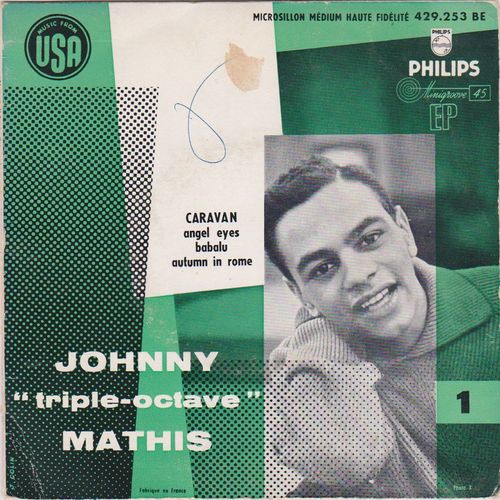 MUSIC FROM
USA
MICROSILLON MÉDIUM HAUTE FIDÉLITÉ 429.253 BE
PHILIPS
PHILIPS
Minigroove 45
EP
CARAVAN
angel eyes
babalu
autumn in rome
JOHNNY
"triple-octave"
MATHIS
1
Fabriqué en France
Photo X